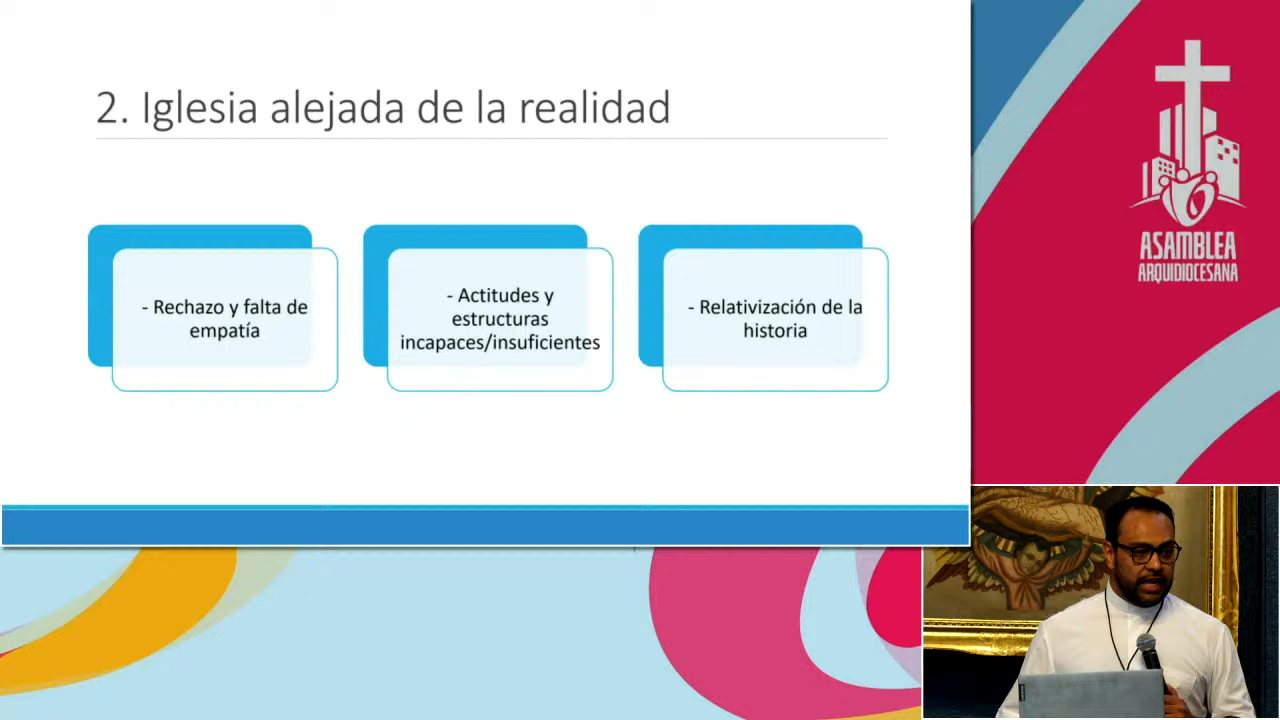 2. Iglesia alejada de la realidad
- Rechazo y falta de
empatía
- Actitudes y
estructuras
incapaces/insuficientes
- Relativización de la
historia
ASAMBLEA
ARQUIDIOCESANA